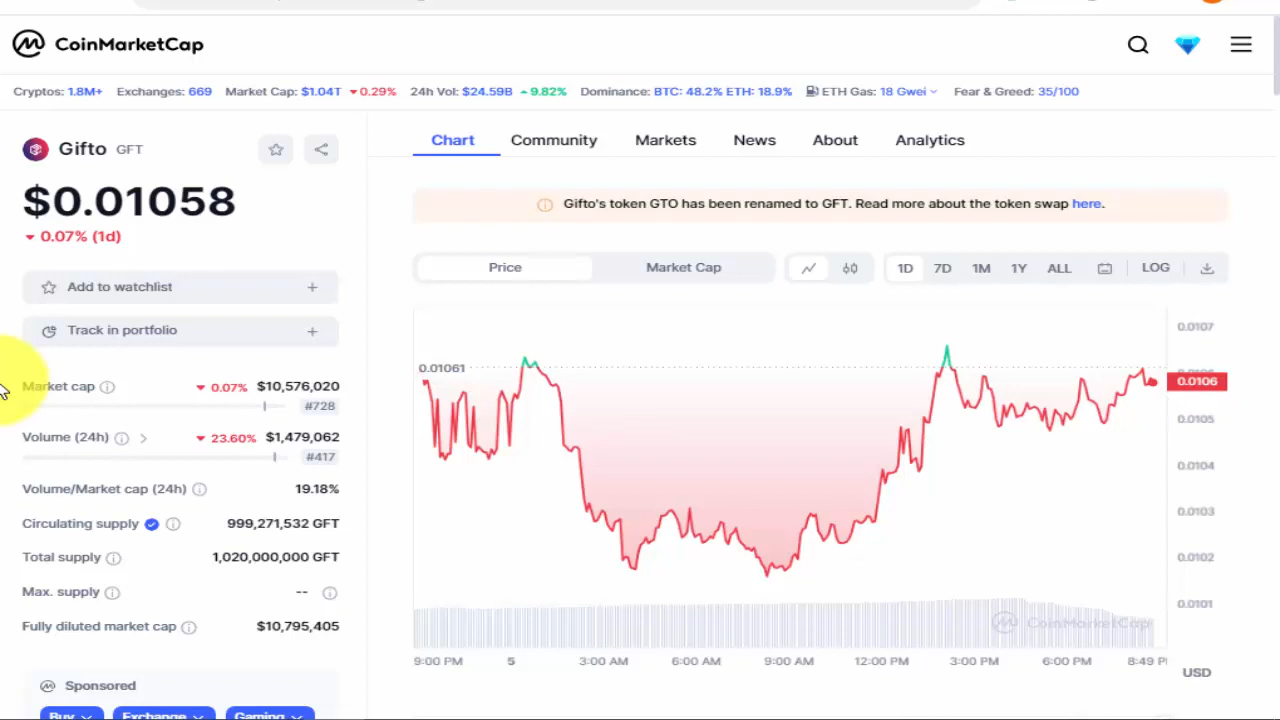 CoinMarketCap
Cryptos: 1.8M+ Exchanges: 669 Market Cap: $1.04T 0.29% 24h Vol: $24.59B 9.82% Dominance: BTC: 48.2% ETH: 18.9% ETH Gas: 18 Gwei Fear & Greed: 35/100
Gifto GFT
$0.01058
0.07% (1d)
Add to watchlist +
Track in portfolio +
Market cap 0.07% $10,576,020
#728
Volume (24h) 23.60% $1,479,062
#417
Volume/Market cap (24h) 19.18%
Circulating supply 999,271,532 GFT
Total supply 1,020,000,000 GFT
Max. supply --
Fully diluted market cap $10,795,405
Sponsored
Buy Exchange Gaming
Chart Community Markets News About Analytics
Gifto's token GTO has been renamed to GFT. Read more about the token swap here.
Price Market Cap 1D 7D 1M 1Y ALL LOG
0.0107
0.01061
0.0106
0.0105
0.0104
0.0103
0.0102
0.0101
CoinMarketCap
9:00 PM 5 3:00 AM 6:00 AM 9:00 AM 12:00 PM 3:00 PM 6:00 PM 8:49
USD